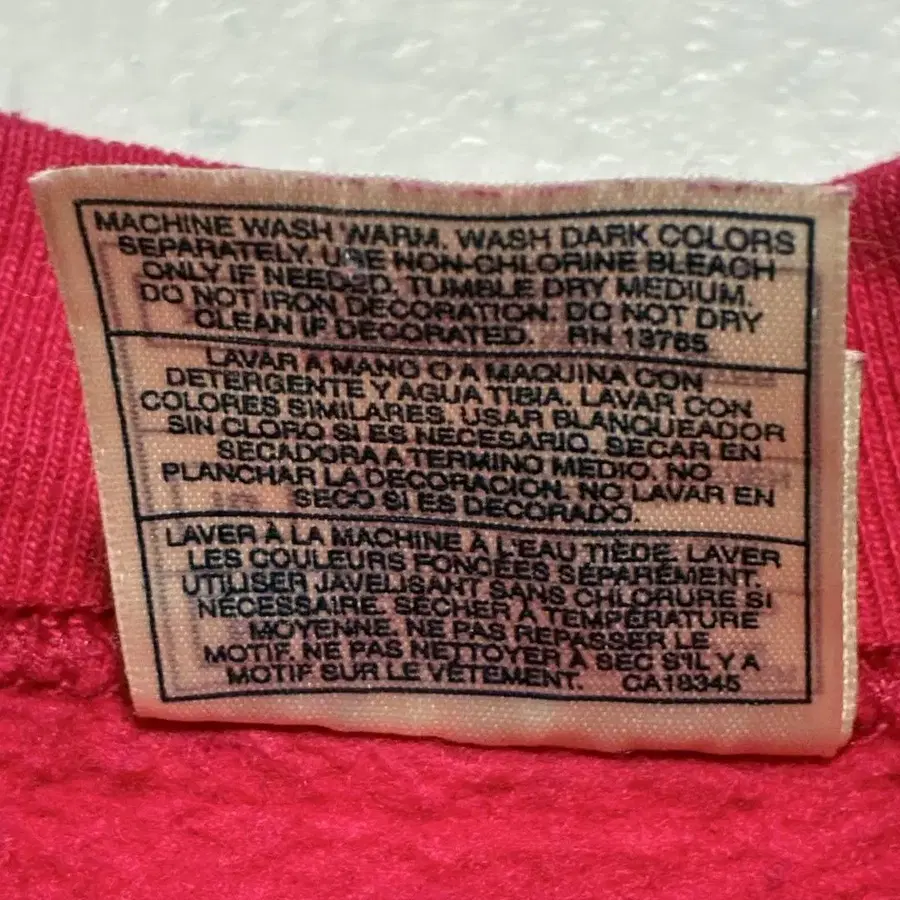 MACHINE WASH WARM. WASH DARK COLORS
SEPARATELY. USE NON-CHLORINE BLEACH
ONLY IF NEEDED. TUMBLE DRY MEDIUM.
DO NOT IRON DECORATION. DO NOT DRY
CLEAN IF DECORATED. RN 13765
LAVAR A MANO O A MAQUINA CON
DETERGENTE Y AGUA TIBIA. LAVAR CON
COLORES SIMILARES. USAR BLANQUEADOR
SIN CLORO SI ES NECESARIO. SECAR EN
SECADORA A TERMINO MEDIO. NO
PLANCHAR LA DECORACION. NO LAVAR EN
SECO SI ES DECORADO.
LAVER À LA MACHINE À L'EAU TIÈDE. LAVER
LES COULEURS FONCÉES SÉPARÉMENT.
UTILISER JAVELISANT SANS CHLORURE SI
NÉCESSAIRE. SÉCHER À TEMPÉRATURE
MOYENNE. NE PAS REPASSER LE
MOTIF. NE PAS NETTOYER À SEC S'IL Y A
MOTIF SUR LE VÊTEMENT. CA19345